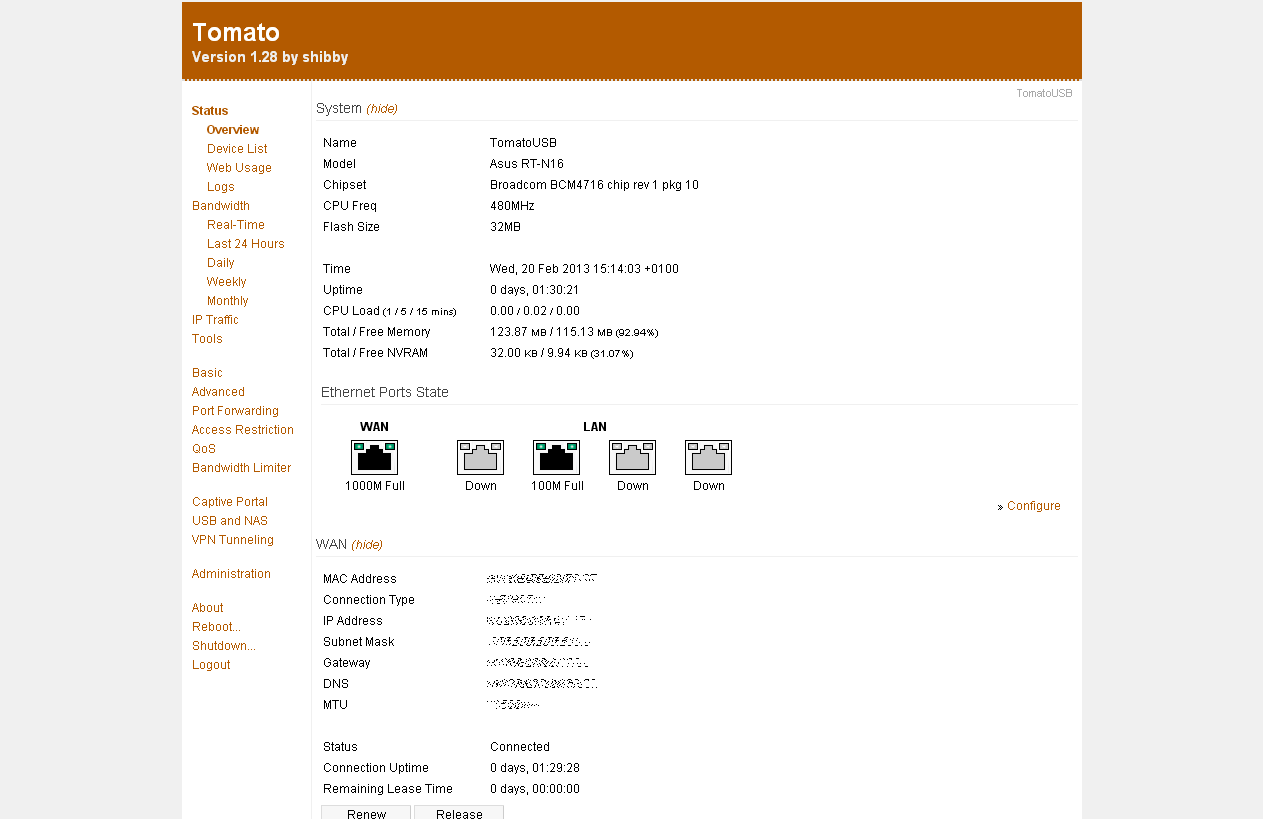 Tomato
Version 1.28 by shibby
TomatoUSB
Status
Overview
Device List
Web Usage
Logs
Bandwidth
Real-Time
Last 24 Hours
Daily
Weekly
Monthly
IP Traffic
Tools
Basic
Advanced
Port Forwarding
Access Restriction
QoS
Bandwidth Limiter
Captive Portal
USB and NAS
VPN Tunneling
Administration
About
Reboot...
Shutdown...
Logout
System (hide)
Name TomatoUSB
Model Asus RT-N16
Chipset Broadcom BCM4716 chip rev 1 pkg 10
CPU Freq 480MHz
Flash Size 32MB
Time Wed, 20 Feb 2013 15:14:03 +0100
Uptime 0 days, 01:30:21
CPU Load (1 / 5 / 15 mins) 0.00 / 0.02 / 0.00
Total / Free Memory 123.87 MB / 115.13 MB (92.94%)
Total / Free NVRAM 32.00 KB / 9.94 KB (31.07%)
Ethernet Ports State
WAN LAN
1000M Full Down 100M Full Down Down
» Configure
WAN (hide)
MAC Address
Connection Type
IP Address
Subnet Mask
Gateway
DNS
MTU
Status Connected
Connection Uptime 0 days, 01:29:28
Remaining Lease Time 0 days, 00:00:00
Renew Release